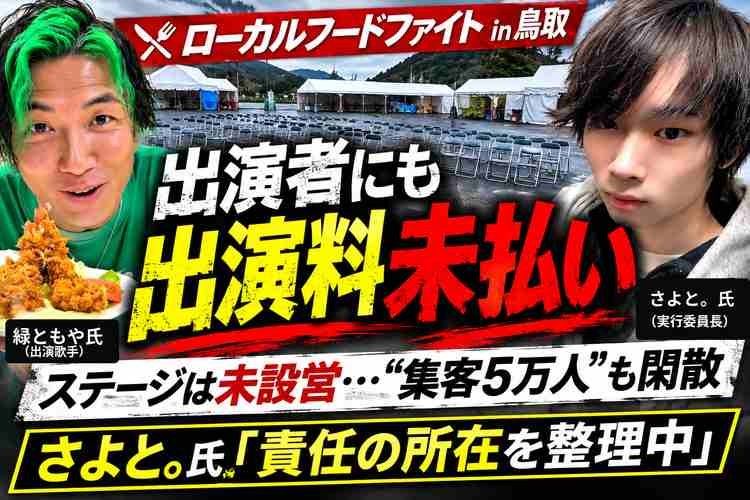 ローカルフードファイト in 鳥取
出演者にも
出演料未払い
緑ともや氏
(出演歌手)
さよと。氏
(実行委員長)
ステージは未設営…“集客5万人”も閑散
さよと。氏「責任の所在を整理中」